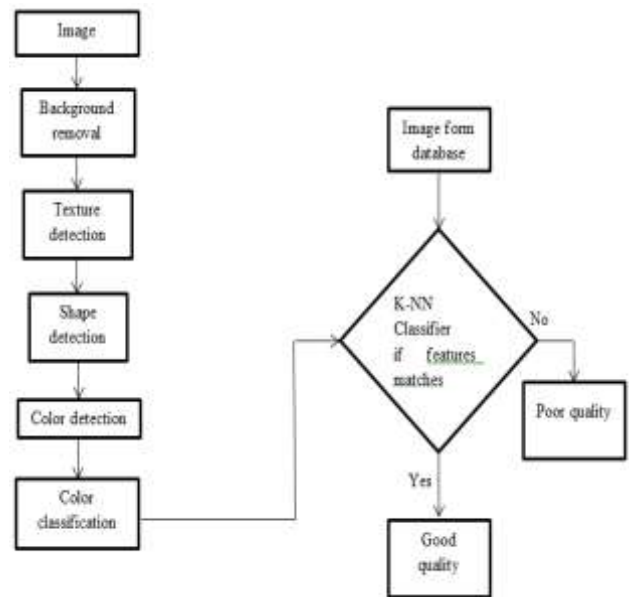 Image
Background
removal
Texture
detection
Shape
detection
Color detection
Color
classification
Image form
database
K-NN
Classifier
if features
matches
No
Poor quality
Yes
Good
quality